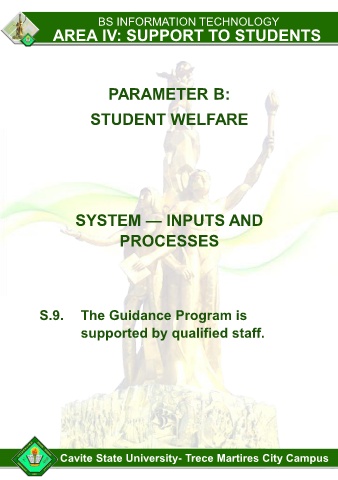 BS INFORMATION TECHNOLOGY
AREA IV: SUPPORT TO STUDENTS
PARAMETER B:
STUDENT WELFARE
SYSTEM — INPUTS AND
PROCESSES
S.9. The Guidance Program is
supported by qualified staff.
Cavite State University- Trece Martires City Campus